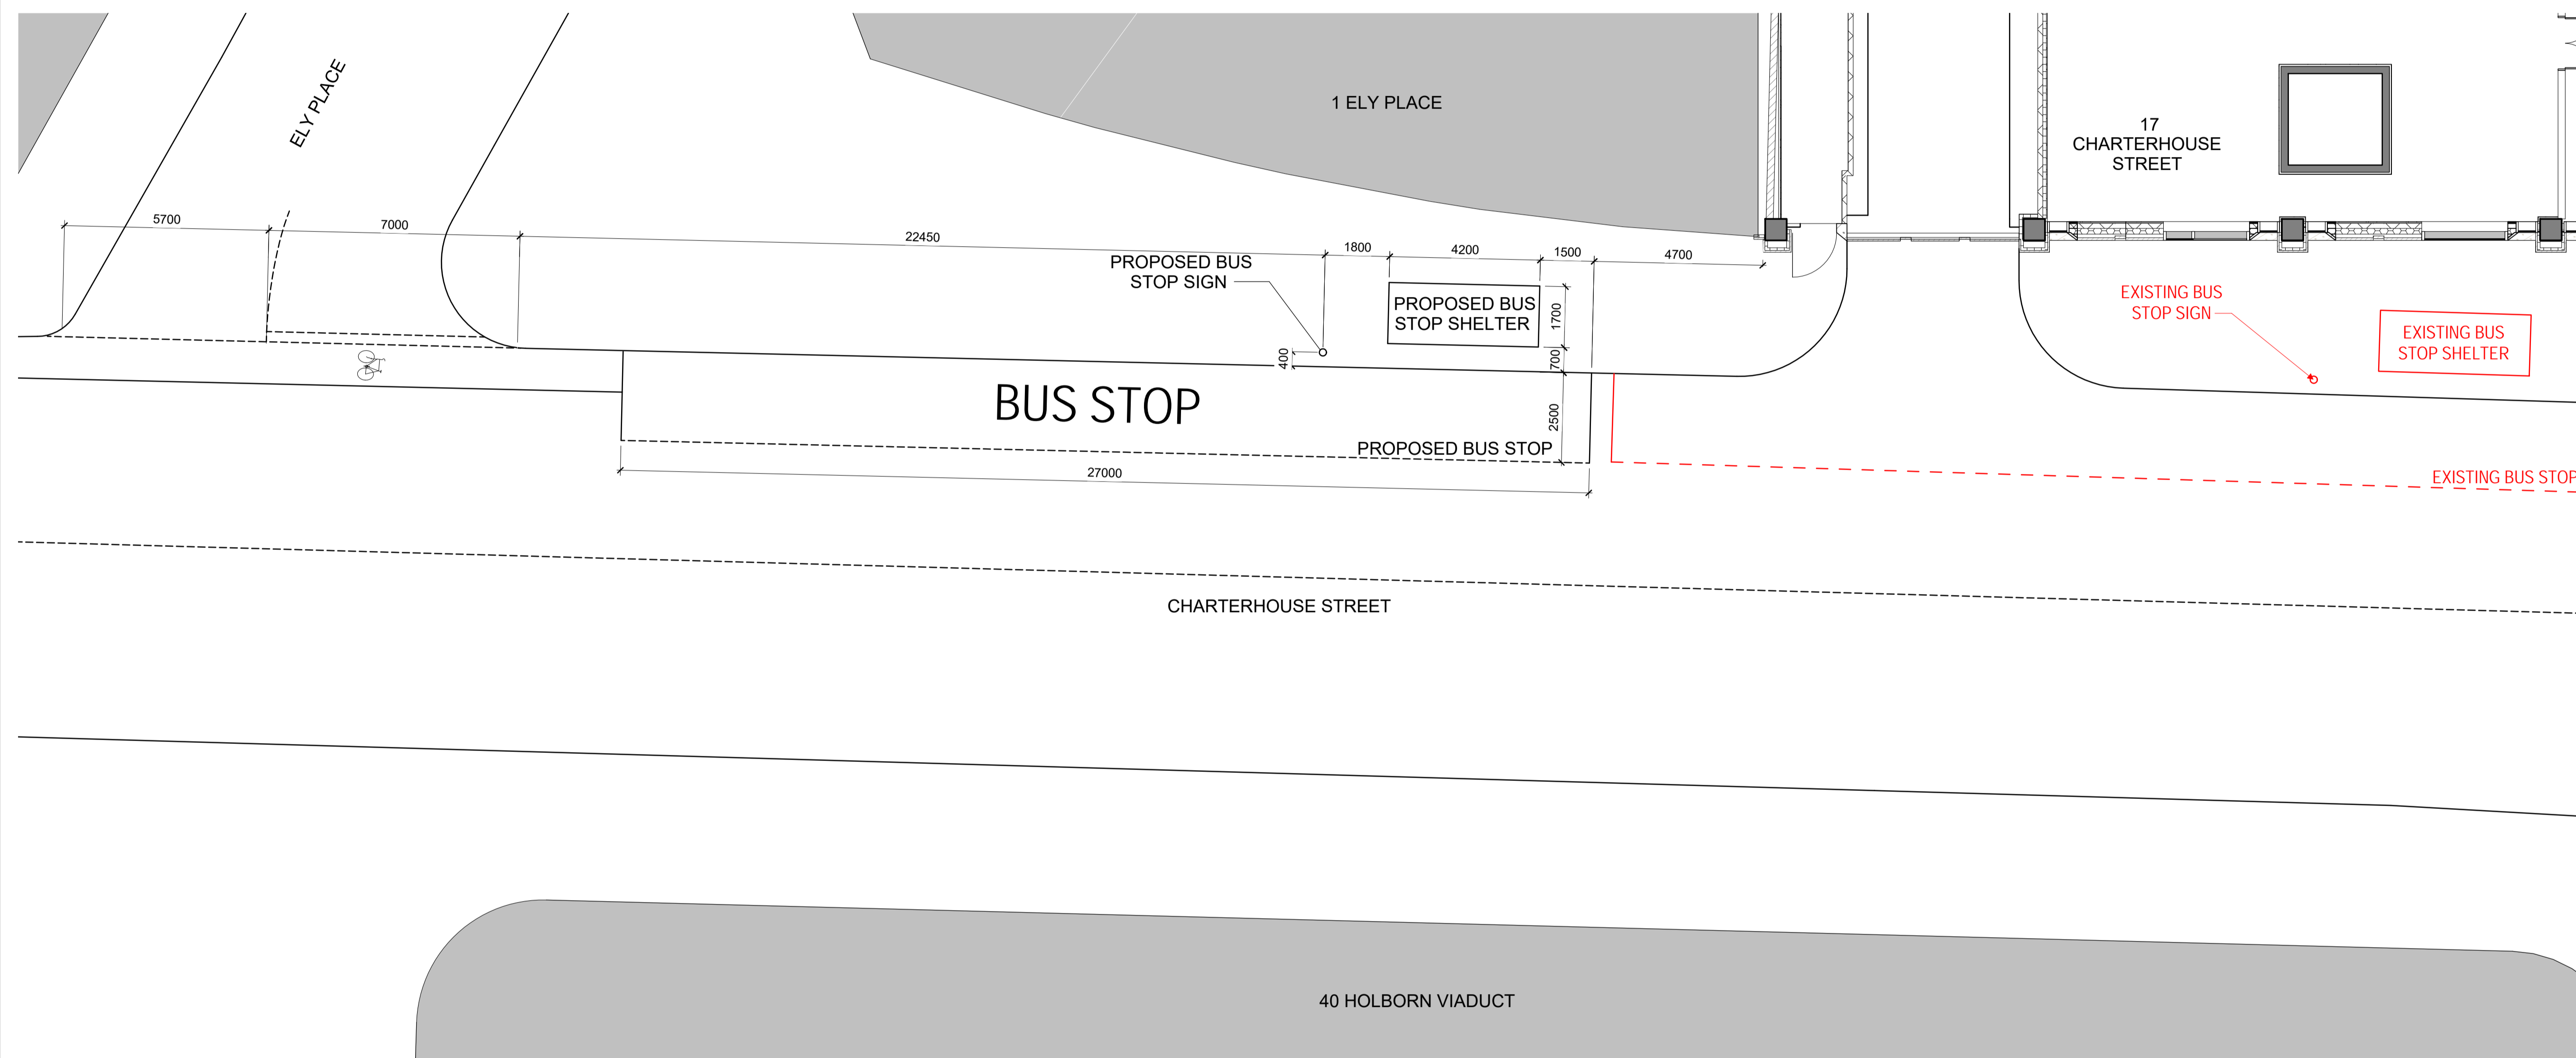 ELY PLACE
1 ELY PLACE
17
CHARTERHOUSE
STREET
5700
7000
22450
1800
4200
1500
4700
PROPOSED BUS
STOP SIGN
PROPOSED BUS
STOP SHELTER
1700
700
400
2500
EXISTING BUS
STOP SIGN
EXISTING BUS
STOP SHELTER
BUS STOP
PROPOSED BUS STOP
27000
EXISTING BUS STOP
CHARTERHOUSE STREET
40 HOLBORN VIADUCT